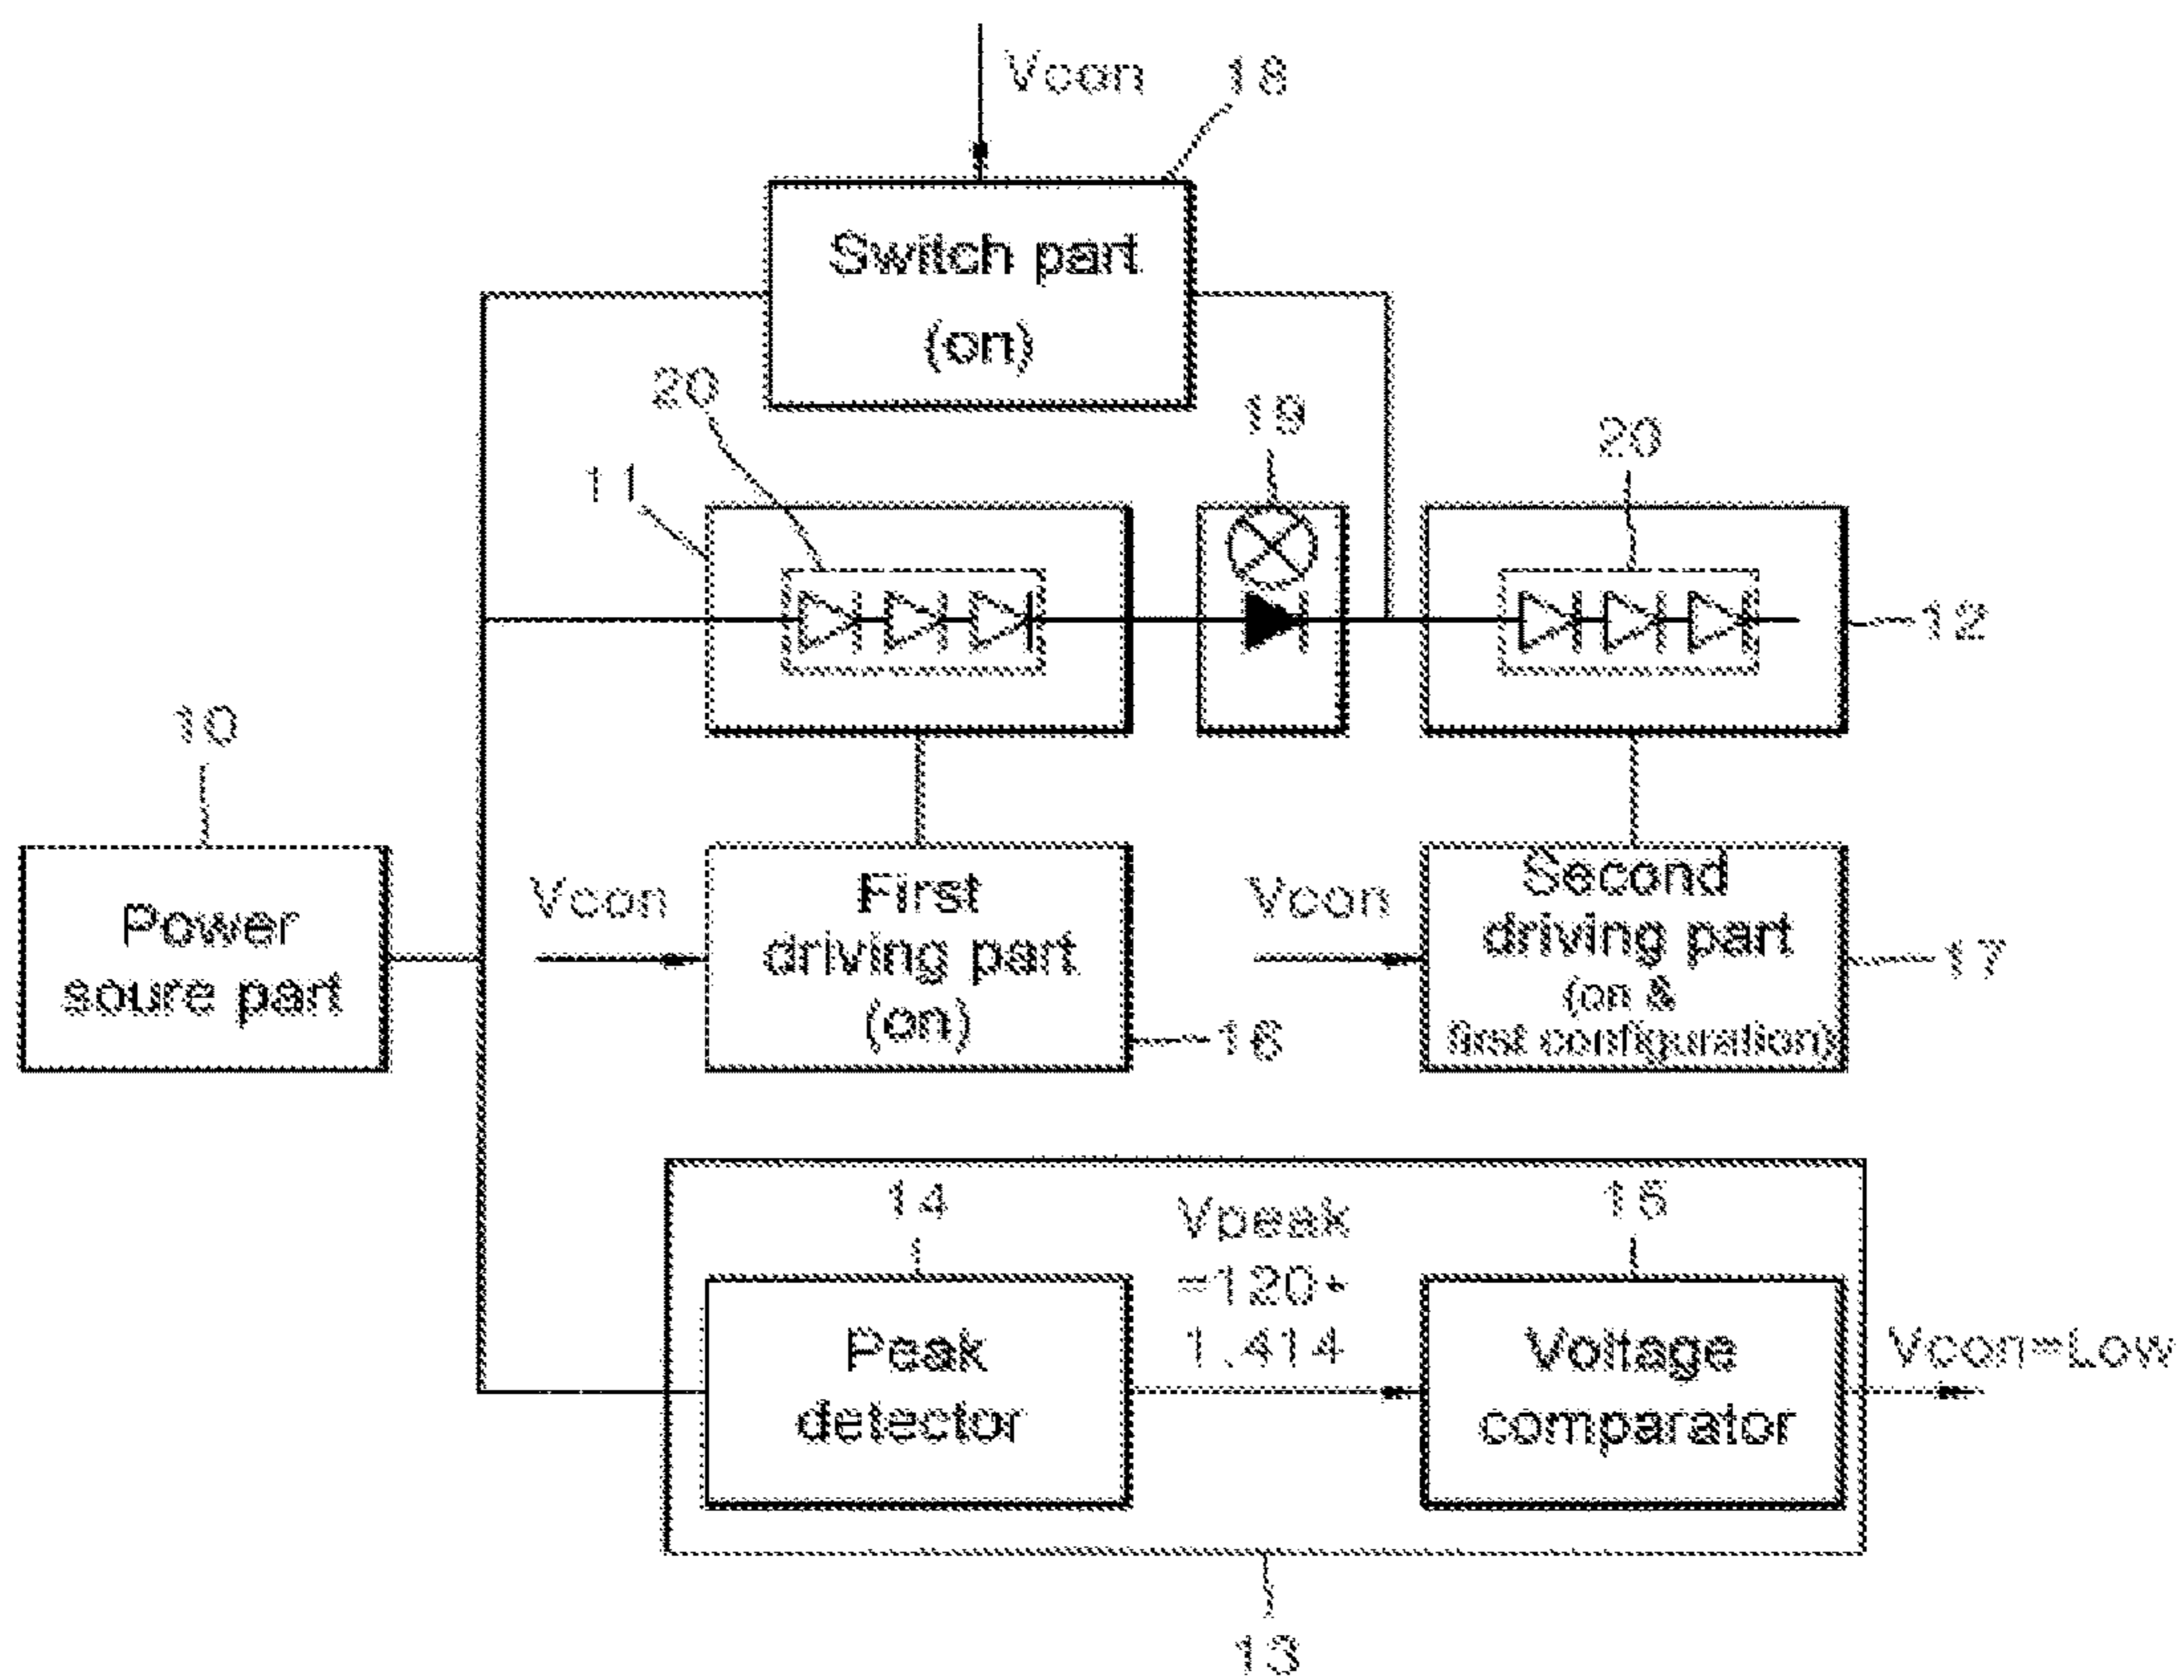 Vcon
18
Switch part
(on)
20
19
20
11
12
10
Power
soure part
Vcon
First
driving part
(on)
16
Vcon
Second
driving part
(on &
first configuration)
17
14
Vpeak
=120*
1.414
15
Peak
detector
Voltage
comparator
Vcon=Low
13